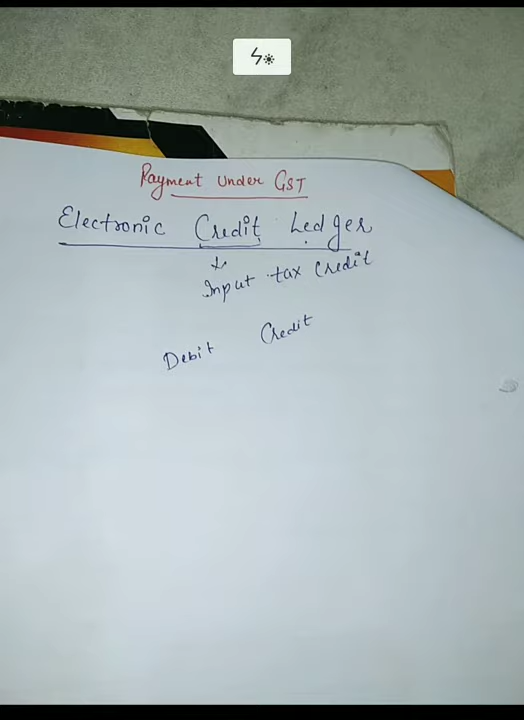 Payment under GST
Electronic Credit Ledger
Input tax credit
Debit Credit